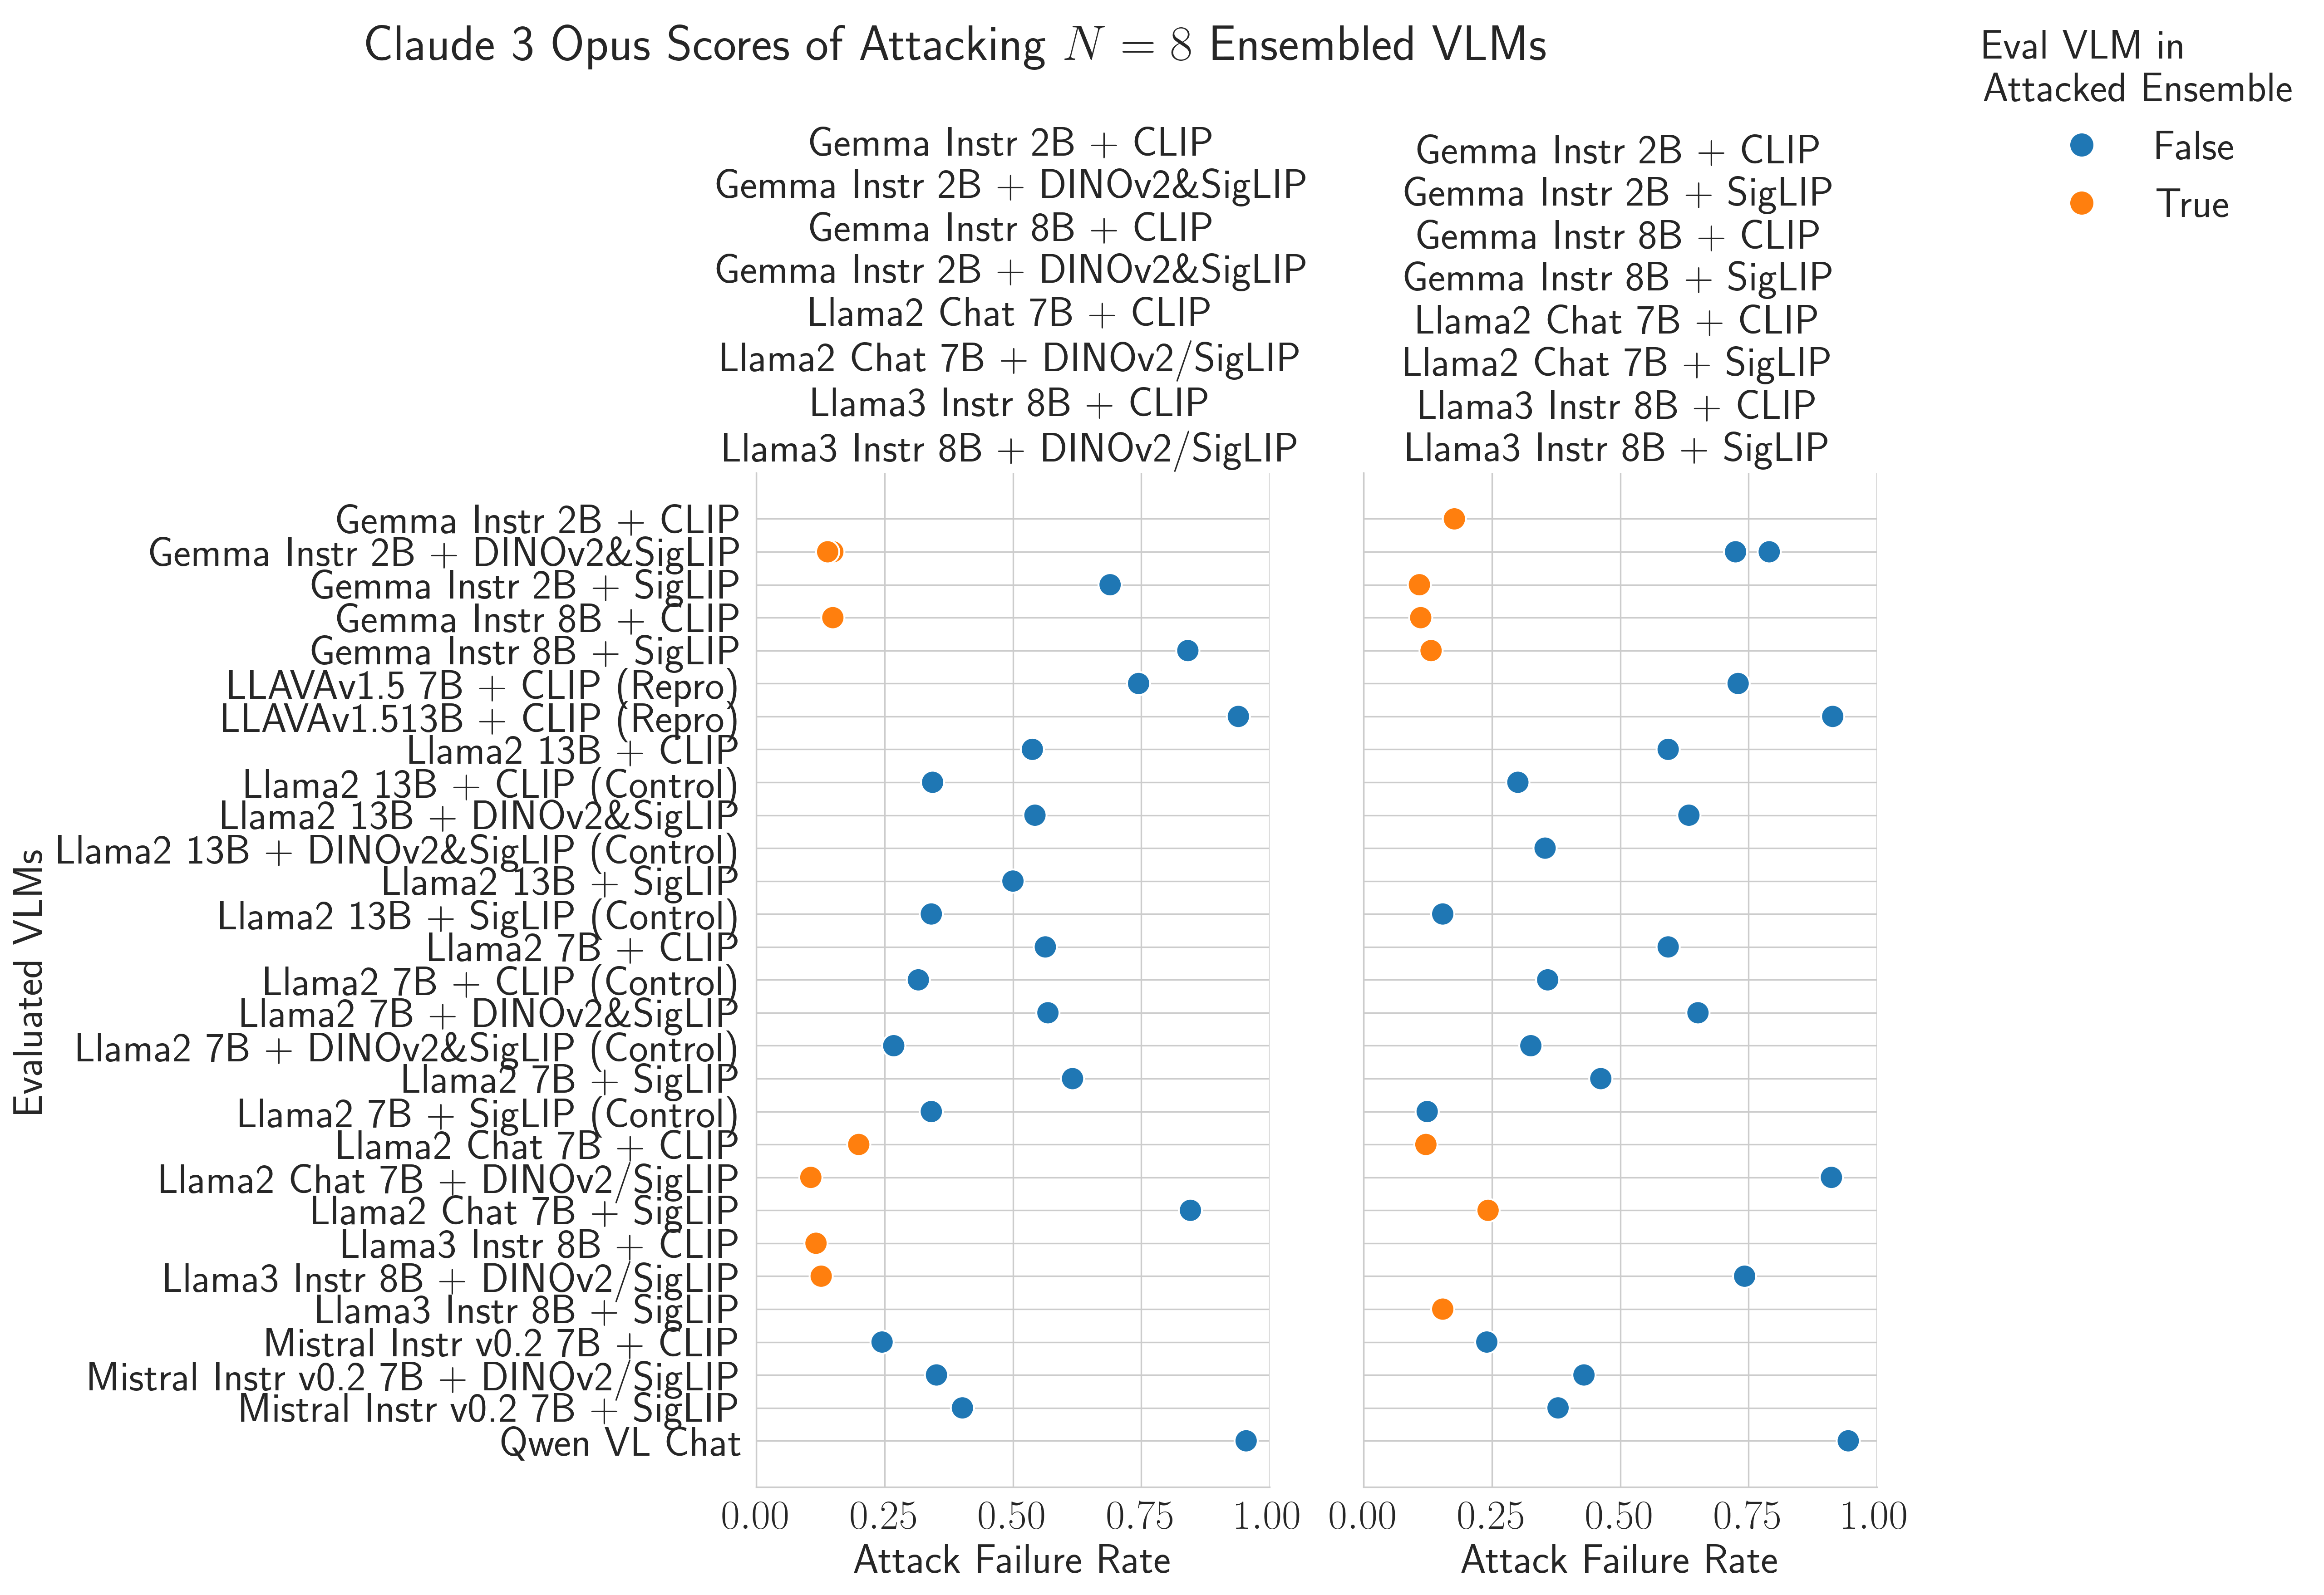 Claude 3 Opus Scores of Attacking N = 8 Ensembled VLMs
Eval VLM in
Attacked Ensemble
False
True
Gemma Instr 2B + CLIP
Gemma Instr 2B + DINOv2&SigLIP
Gemma Instr 8B + CLIP
Gemma Instr 2B + DINOv2&SigLIP
Llama2 Chat 7B + CLIP
Llama2 Chat 7B + DINOv2/SigLIP
Llama3 Instr 8B + CLIP
Llama3 Instr 8B + DINOv2/SigLIP
Gemma Instr 2B + CLIP
Gemma Instr 2B + SigLIP
Gemma Instr 8B + CLIP
Gemma Instr 8B + SigLIP
Llama2 Chat 7B + CLIP
Llama2 Chat 7B + SigLIP
Llama3 Instr 8B + CLIP
Llama3 Instr 8B + SigLIP
Evaluated VLMs
Gemma Instr 2B + CLIP
Gemma Instr 2B + DINOv2&SigLIP
Gemma Instr 2B + SigLIP
Gemma Instr 8B + CLIP
Gemma Instr 8B + SigLIP
LLAVAv1.5 7B + CLIP (Repro)
LLAVAv1.513B + CLIP (Repro)
Llama2 13B + CLIP
Llama2 13B + CLIP (Control)
Llama2 13B + DINOv2&SigLIP
Llama2 13B + DINOv2&SigLIP (Control)
Llama2 13B + SigLIP
Llama2 13B + SigLIP (Control)
Llama2 7B + CLIP
Llama2 7B + CLIP (Control)
Llama2 7B + DINOv2&SigLIP
Llama2 7B + DINOv2&SigLIP (Control)
Llama2 7B + SigLIP
Llama2 7B + SigLIP (Control)
Llama2 Chat 7B + CLIP
Llama2 Chat 7B + DINOv2/SigLIP
Llama2 Chat 7B + SigLIP
Llama3 Instr 8B + CLIP
Llama3 Instr 8B + DINOv2/SigLIP
Llama3 Instr 8B + SigLIP
Mistral Instr v0.2 7B + CLIP
Mistral Instr v0.2 7B + DINOv2/SigLIP
Mistral Instr v0.2 7B + SigLIP
Qwen VL Chat
0.00 0.25 0.50 0.75 1.00
Attack Failure Rate
0.00 0.25 0.50 0.75 1.00
Attack Failure Rate